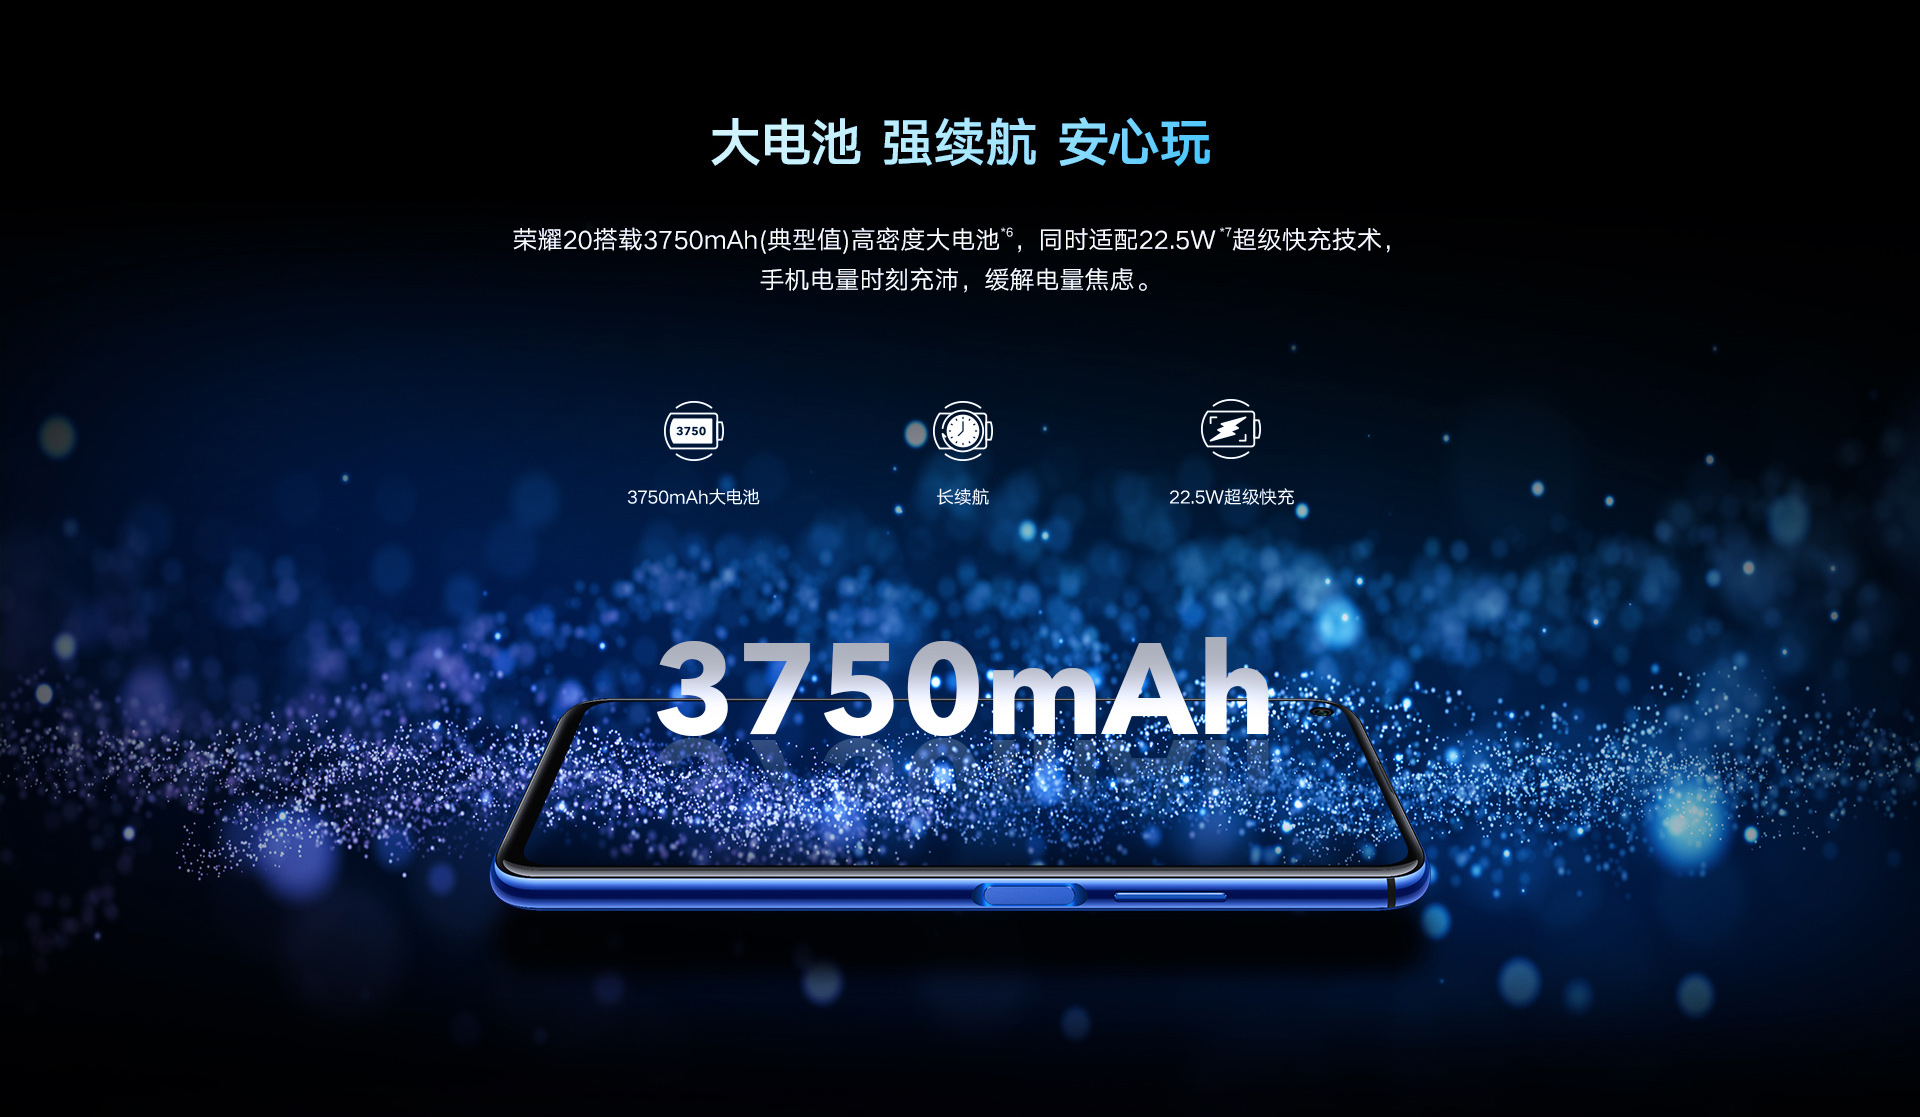 大电池 强续航 安心玩
荣耀20搭载3750mAh(典型值)高密度大电池*6，同时适配22.5W*7超级快充技术，
手机电量时刻充沛，缓解电量焦虑。
3750
3750mAh大电池
长续航
22.5W超级快充
3750mAh